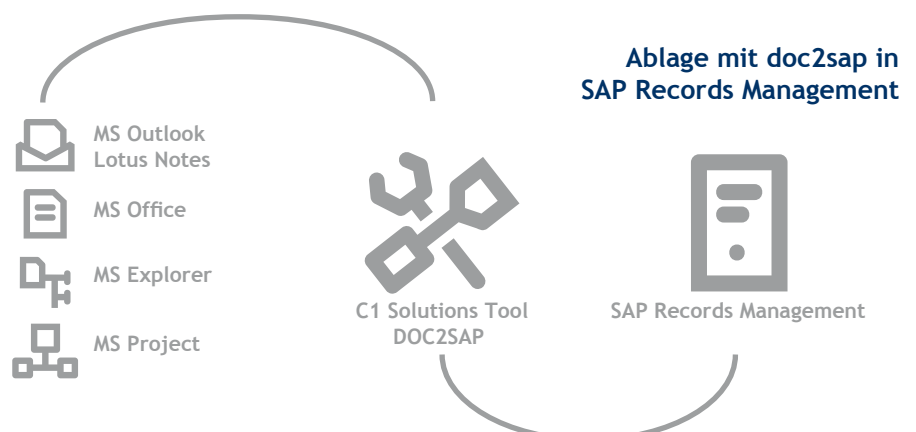 Ablage mit doc2sap in
SAP Records Management
MS Outlook
Lotus Notes
MS Office
MS Explorer
MS Project
C1 Solutions Tool
DOC2SAP
SAP Records Management